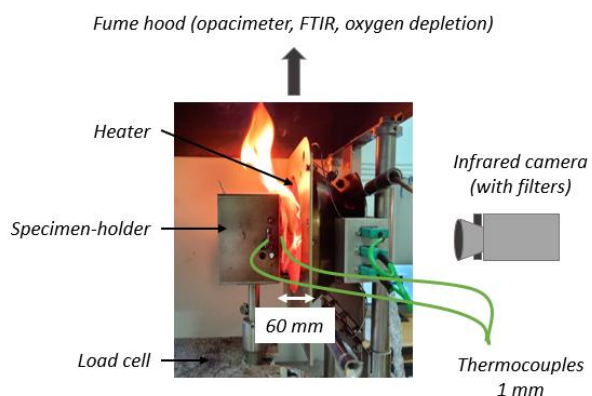 Fume hood (opacimeter, FTIR, oxygen depletion)
Heater
Infrared camera
(with filters)
Specimen-holder
60 mm
Load cell
Thermocouples
1 mm